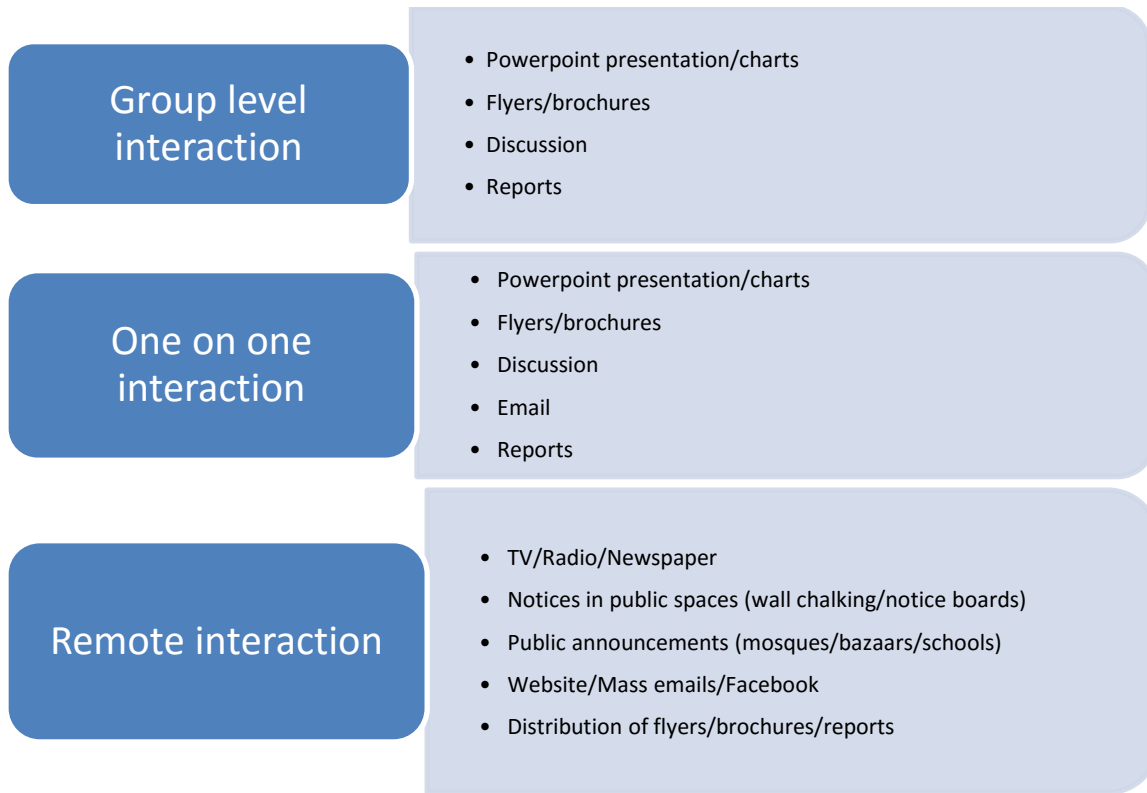 Group level
interaction
• Powerpoint presentation/charts
• Flyers/brochures
• Discussion
• Reports
One on one
interaction
• Powerpoint presentation/charts
• Flyers/brochures
• Discussion
• Email
• Reports
Remote interaction
• TV/Radio/Newspaper
• Notices in public spaces (wall chalking/notice boards)
• Public announcements (mosques/bazaars/schools)
• Website/Mass emails/Facebook
• Distribution of flyers/brochures/reports